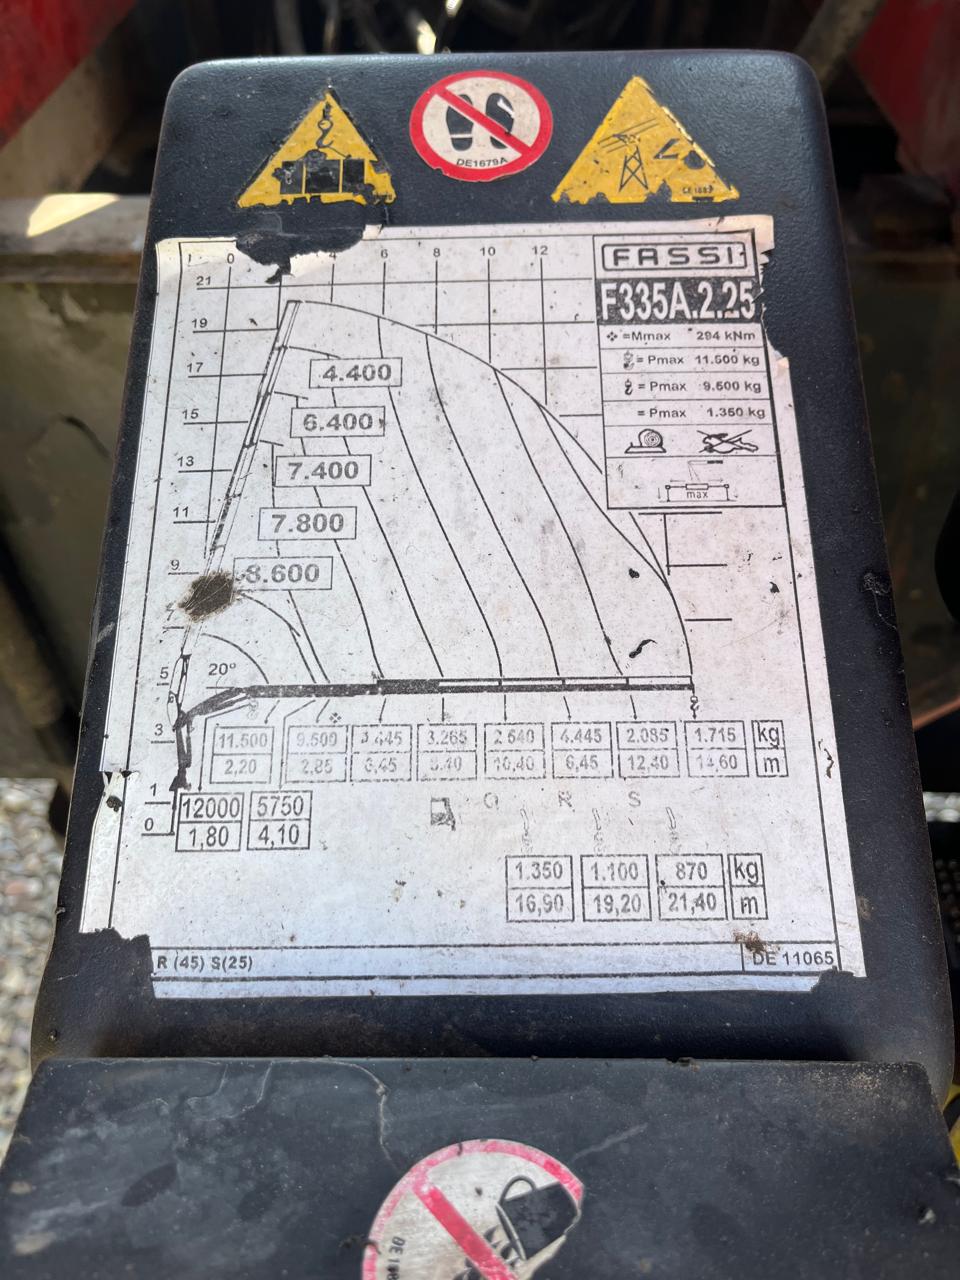 DE1679A
0 4 6 8 10 12
FASSI
F335A.2.25
=Mmax 294 kNm
=Pmax 11.500 kg
=Pmax 9.500 kg
=Pmax 1.350 kg
max
21
19
17
15
13
11
9
7
5
3
1
0
4.400
6.400
7.400
7.800
8.600
20°
11.500 9.500 2.640 4.445 2.085 1.715 kg
2,20 2,85 10,40 6,45 12,40 14,60 m
12000 5750
1,80 4,10
R S
1.350 1.100 870 kg
16,90 19,20 21,40 m
R (45) S(25)
DE 11065